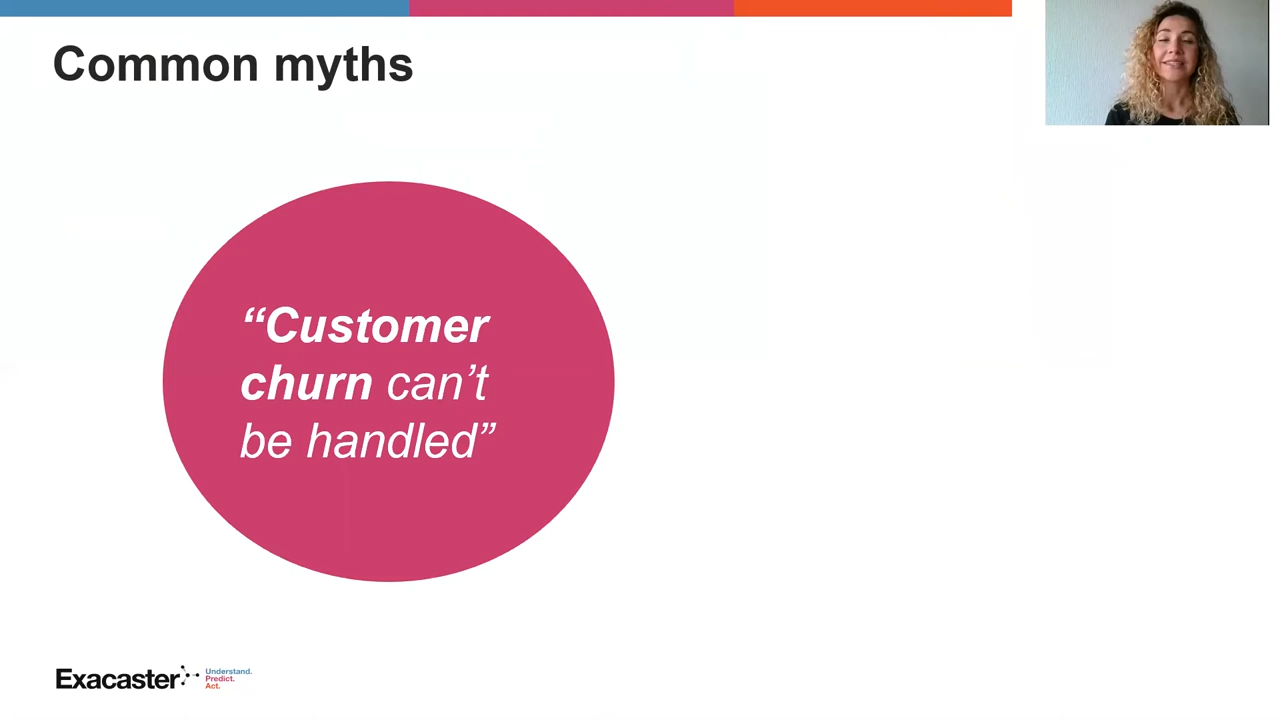 Common myths
“Customer
churn can’t
be handled”
Exacaster
Understand.
Predict.
Act.